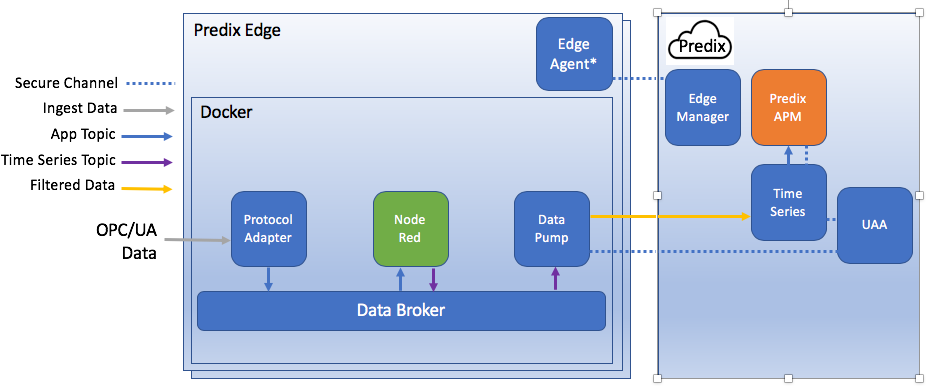 Predix Edge
Edge
Agent*
Predix
Secure Channel
Ingest Data
App Topic
Time Series Topic
Filtered Data
Docker
Edge
Manager
Predix
APM
OPC/UA
Data
Protocol
Adapter
Node
Red
Data
Pump
Time
Series
UAA
Data Broker